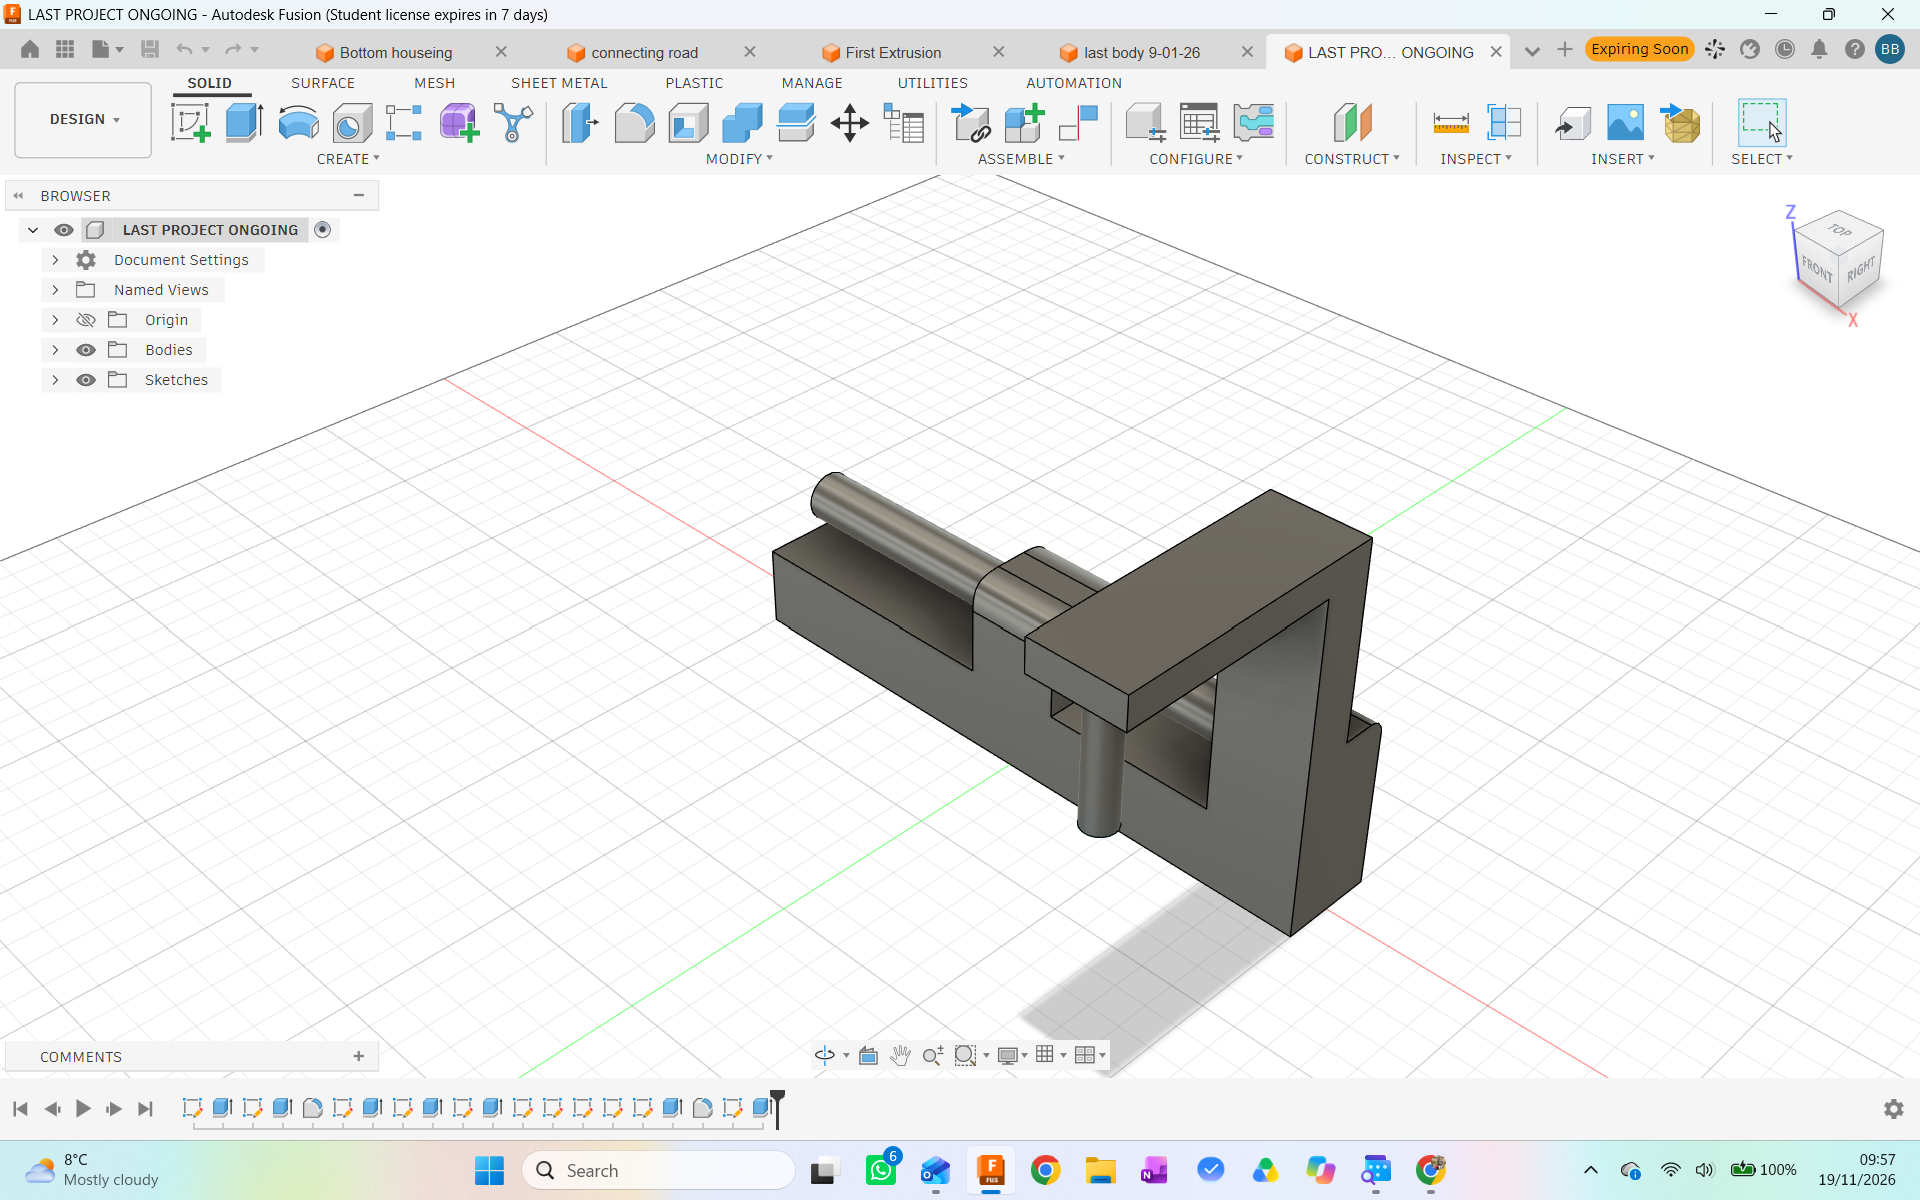 LAST PROJECT ONGOING - Autodesk Fusion (Student license expires in 7 days)
Bottom houseing
connecting road
First Extrusion
last body 9-01-26
LAST PRO... ONGOING
Expiring Soon
BB
DESIGN
SOLID
SURFACE
MESH
SHEET METAL
PLASTIC
MANAGE
UTILITIES
AUTOMATION
CREATE
MODIFY
ASSEMBLE
CONFIGURE
CONSTRUCT
INSPECT
INSERT
SELECT
BROWSER
LAST PROJECT ONGOING
Document Settings
Named Views
Origin
Bodies
Sketches
Z
TOP
FRONT
RIGHT
X
COMMENTS
8°C
Mostly cloudy
Search
6
FUS
100%
09:57
19/11/2026